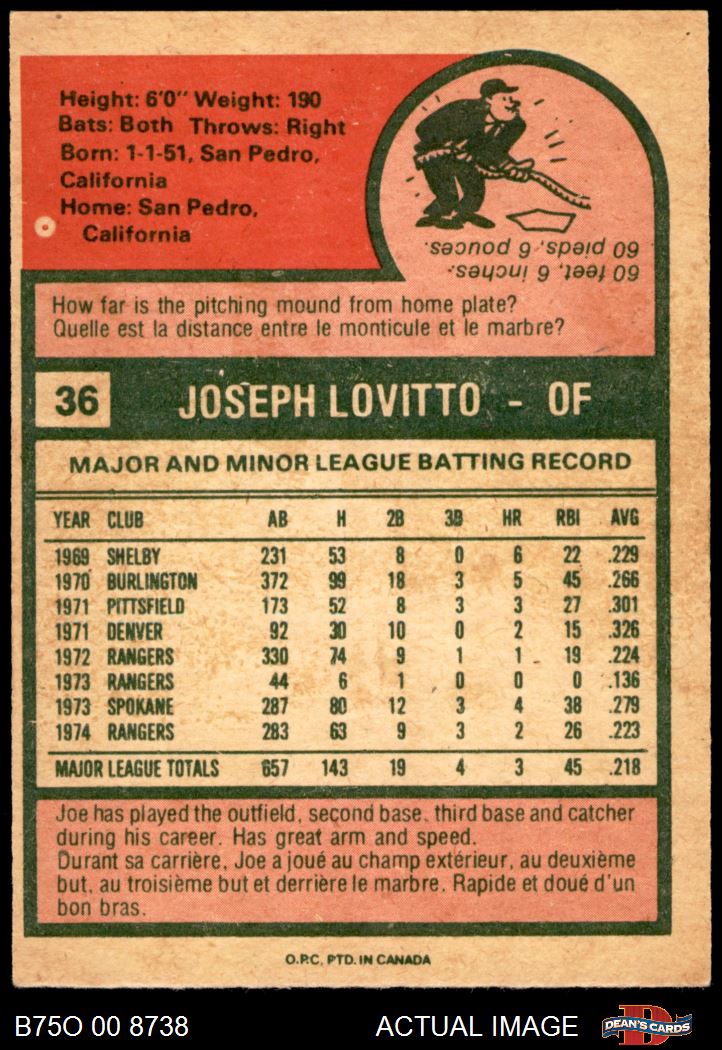 Height: 6'0" Weight: 190
Bats: Both Throws: Right
Born: 1-1-51, San Pedro,
California
Home: San Pedro,
California
60 feet, 6 inches.
60 pieds, 6 pouces.
How far is the pitching mound from home plate?
Quelle est la distance entre le monticule et le marbre?
36 JOSEPH LOVITTO - OF
MAJOR AND MINOR LEAGUE BATTING RECORD
YEAR CLUB AB H 2B 3B HR RBI AVG
1969 SHELBY 231 53 8 0 6 22 .229
1970 BURLINGTON 372 99 18 3 5 45 .266
1971 PITTSFIELD 173 52 8 3 3 27 .301
1971 DENVER 92 30 10 0 2 15 .326
1972 RANGERS 330 74 9 1 1 19 .224
1973 RANGERS 44 6 1 0 0 0 .136
1973 SPOKANE 287 80 12 3 4 38 .279
1974 RANGERS 283 63 9 3 2 26 .223
MAJOR LEAGUE TOTALS 657 143 19 4 3 45 .218
Joe has played the outfield, second base, third base and catcher
during his career. Has great arm and speed.
Durant sa carrière, Joe a joué au champ extérieur, au deuxième
but, au troisième but et derrière le marbre. Rapide et doué d'un
bon bras.
O.P.C. PTD. IN CANADA
B75O 00 8738 ACTUAL IMAGE D DEAN'S CARDS